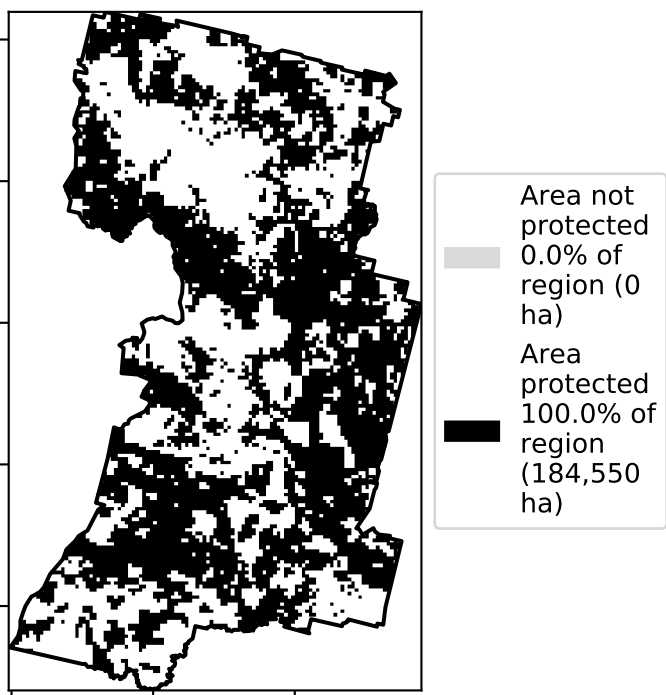 Area not
protected
0.0% of
region (0
ha)
Area
protected
100.0% of
region
(184,550
ha)